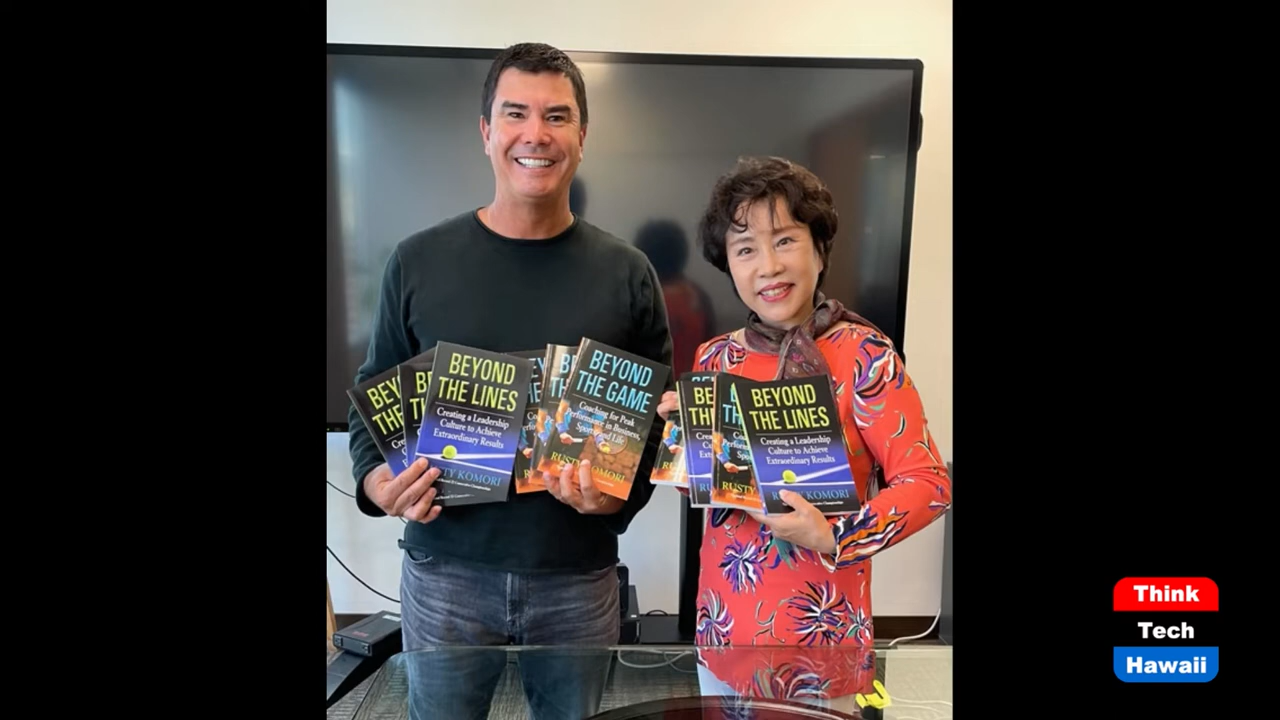 BEYOND
THE LINES
Creating a Leadership
Culture to Achieve
Extraordinary Results
KOMORI
BEYOND
THE GAME
Coaching for Peak
Performance in Business,
Sports and Life
RUSTY KOMORI
BEYOND
THE LINES
Creating a Leadership
Culture to Achieve
Extraordinary Results
KOMORI
RUSTY
Think
Tech
Hawaii